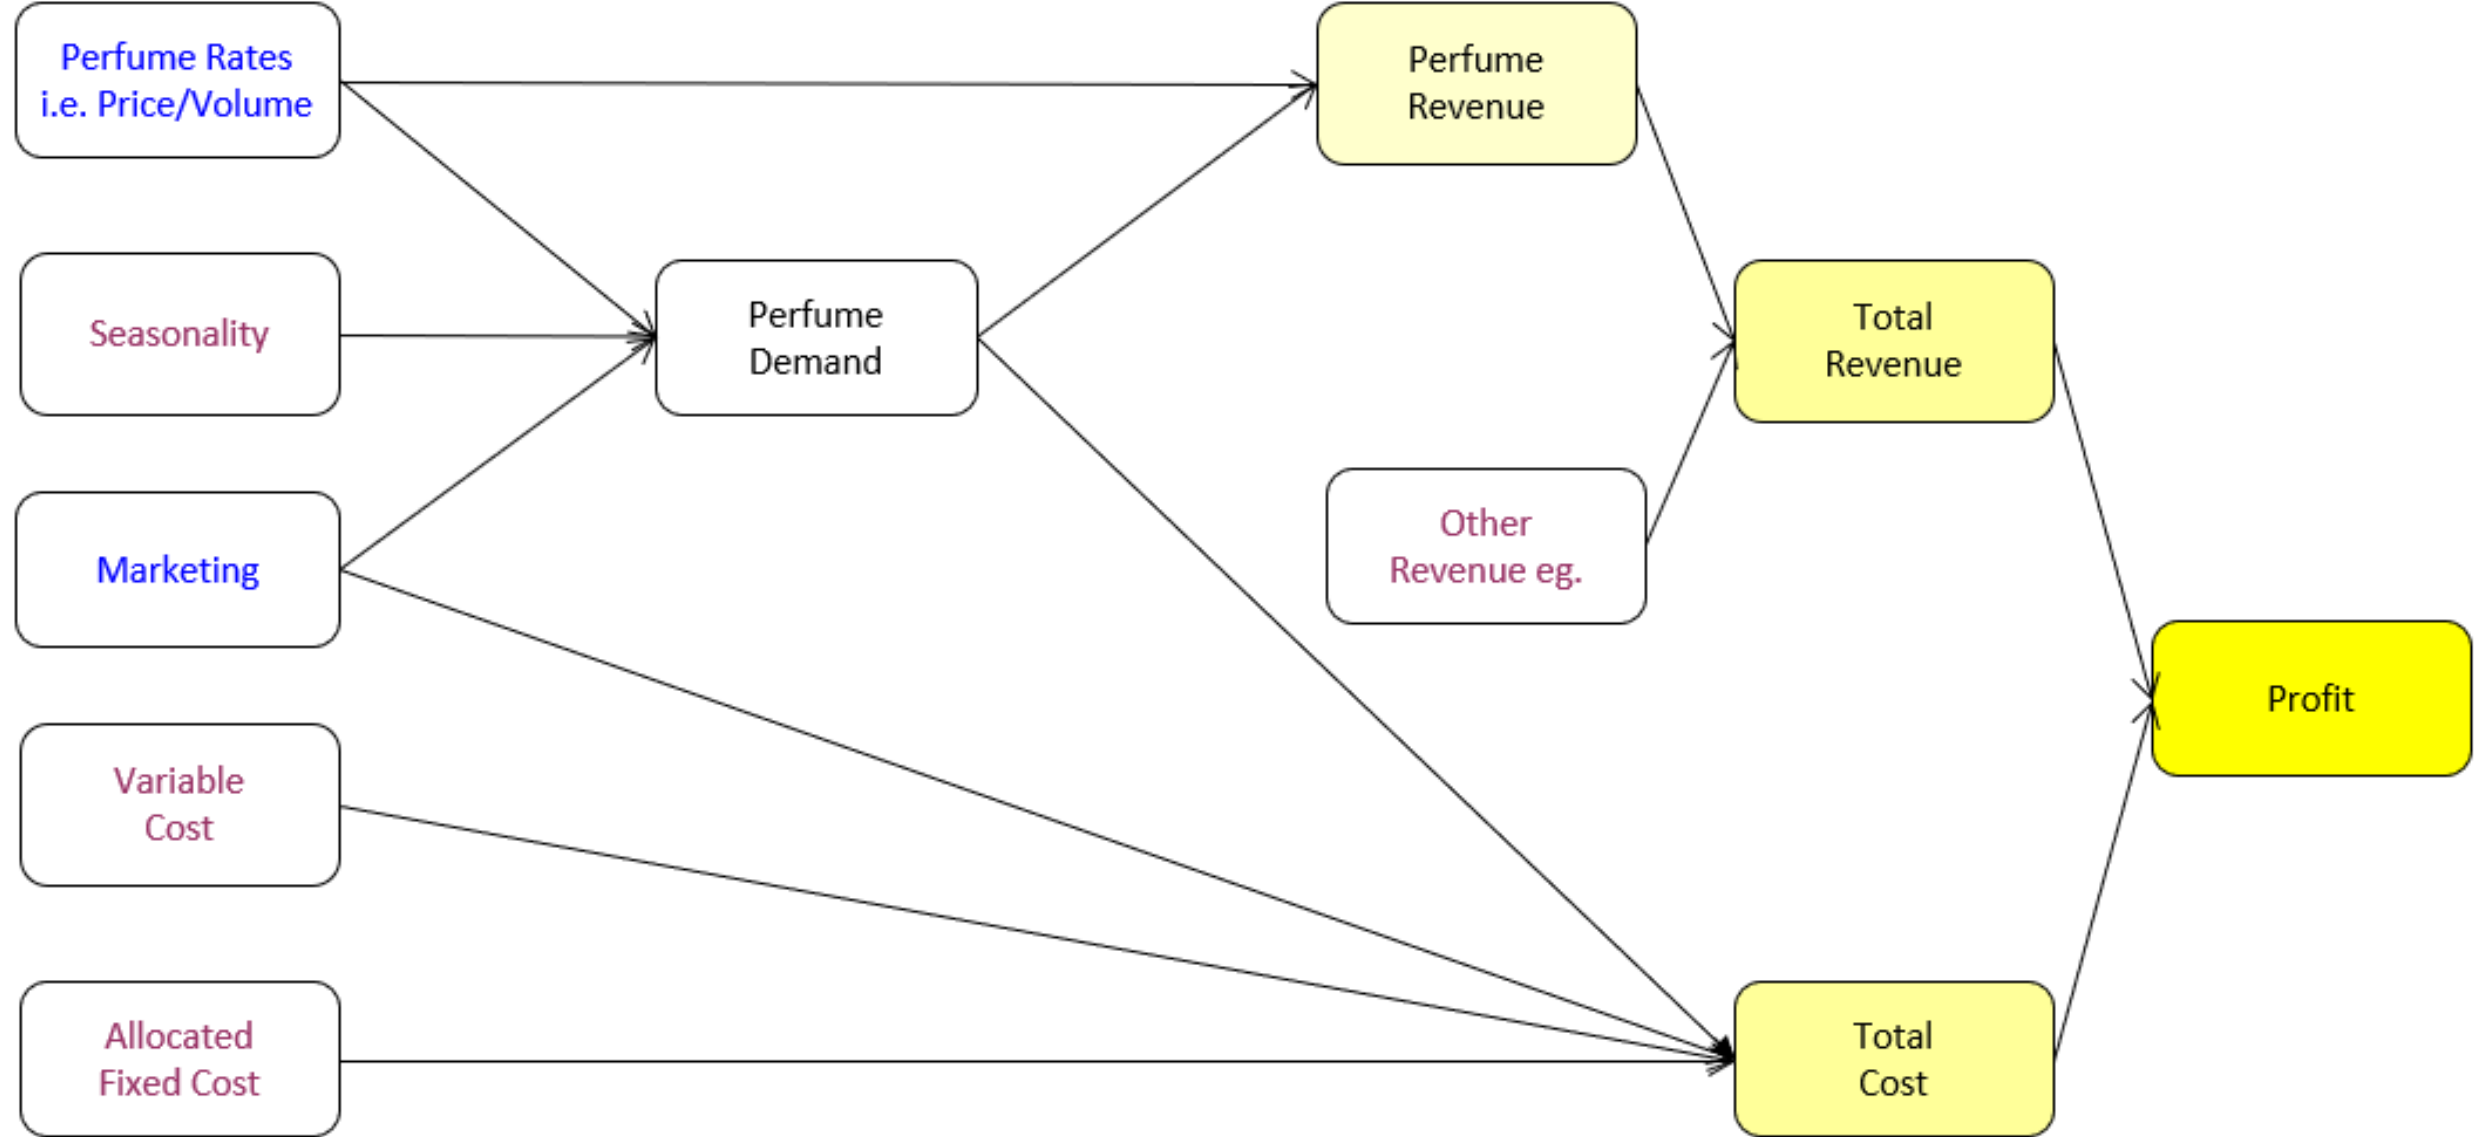 Perfume Rates
i.e. Price/Volume
Perfume
Revenue
Seasonality
Perfume
Demand
Total
Revenue
Marketing
Other
Revenue eg.
Profit
Variable
Cost
Allocated
Fixed Cost
Total
Cost